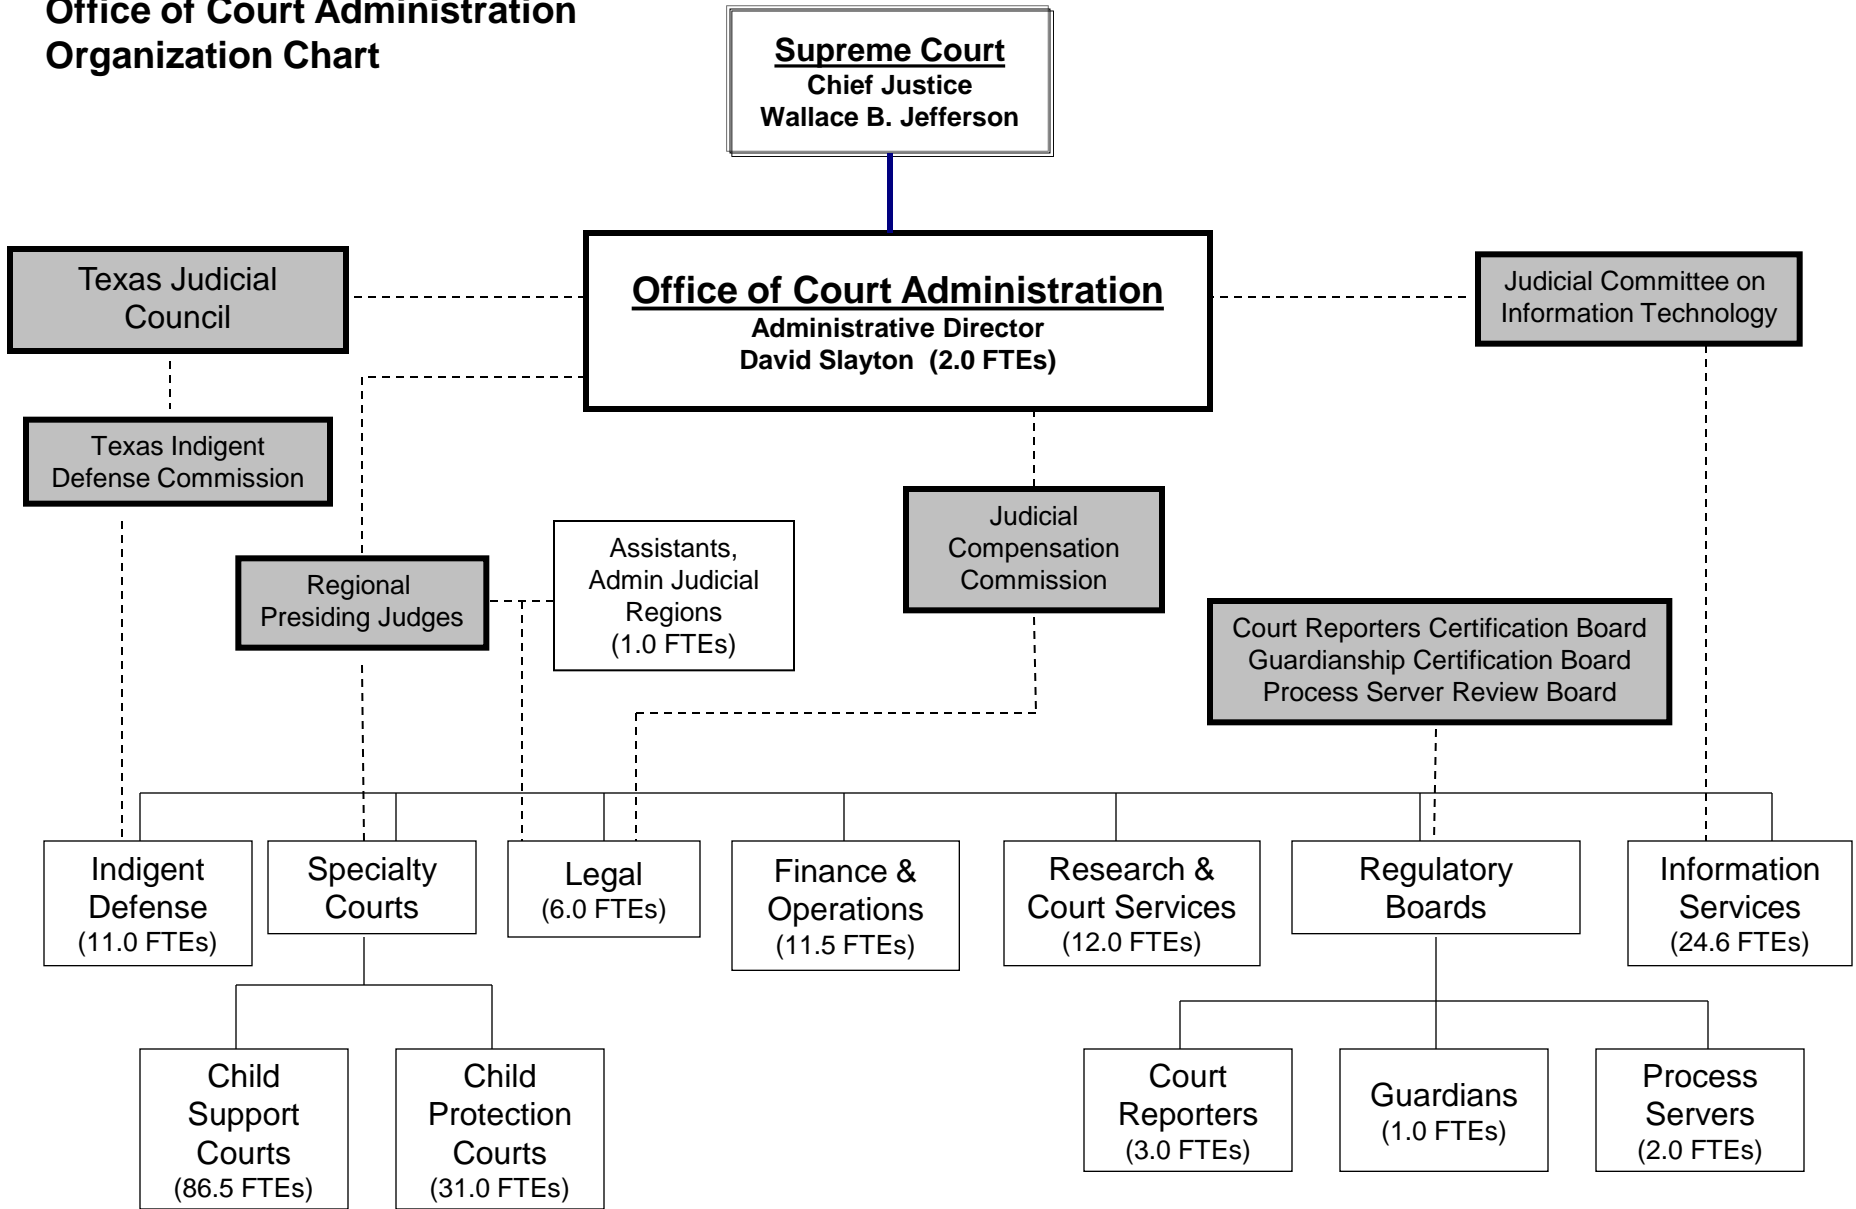 Office of Court Administration
Organization Chart
Supreme Court
Chief Justice
Wallace B. Jefferson
Texas Judicial
Council
Office of Court Administration
Administrative Director
David Slayton (2.0 FTEs)
Judicial Committee on
Information Technology
Texas Indigent
Defense Commission
Regional
Presiding Judges
Assistants,
Admin Judicial
Regions
(1.0 FTEs)
Judicial
Compensation
Commission
Court Reporters Certification Board
Guardianship Certification Board
Process Server Review Board
Indigent
Defense
(11.0 FTEs)
Specialty
Courts
Legal
(6.0 FTEs)
Finance &
Operations
(11.5 FTEs)
Research &
Court Services
(12.0 FTEs)
Regulatory
Boards
Information
Services
(24.6 FTEs)
Child
Support
Courts
(86.5 FTEs)
Child
Protection
Courts
(31.0 FTEs)
Court
Reporters
(3.0 FTEs)
Guardians
(1.0 FTEs)
Process
Servers
(2.0 FTEs)